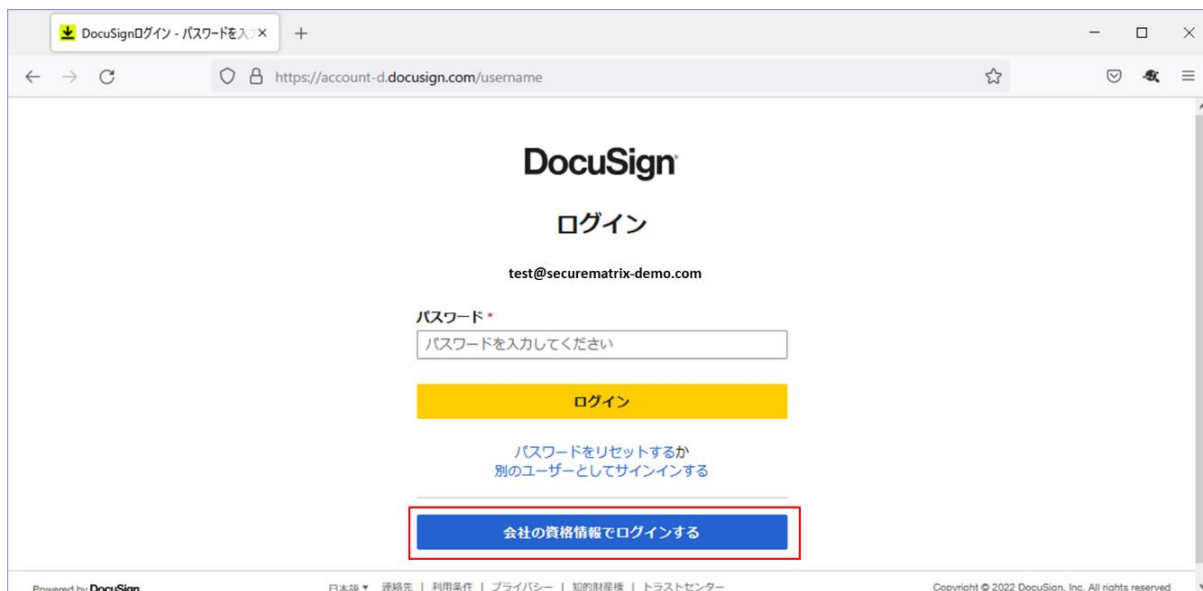 DocuSignログイン - パスワードを入
https://account-d.docusign.com/username
DocuSign
ログイン
test@securematrix-demo.com
パスワード *
パスワードを入力してください
ログイン
パスワードをリセットするか
別のユーザーとしてサインインする
会社の資格情報でログインする
Powered by DocuSign
日本語 ▼ 連絡先 | 利用条件 | プライバシー | 知的財産権 | トラストセンター
Copyright © 2022 DocuSign, Inc. All rights reserved